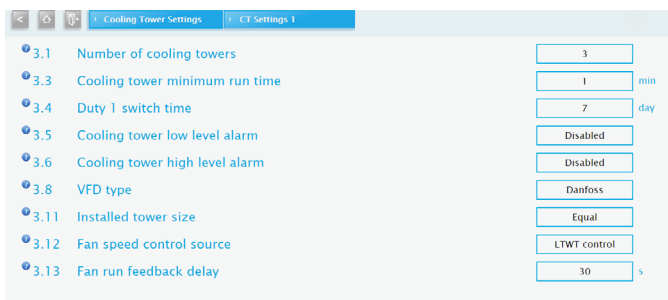 < Cooling Tower Settings CT Settings 1
? 3.1 Number of cooling towers 3
? 3.3 Cooling tower minimum run time 1 min
? 3.4 Duty 1 switch time 7 day
? 3.5 Cooling tower low level alarm Disabled
? 3.6 Cooling tower high level alarm Disabled
? 3.8 VFD type Danfoss
? 3.11 Installed tower size Equal
? 3.12 Fan speed control source LTWT control
? 3.13 Fan run feedback delay 30 s